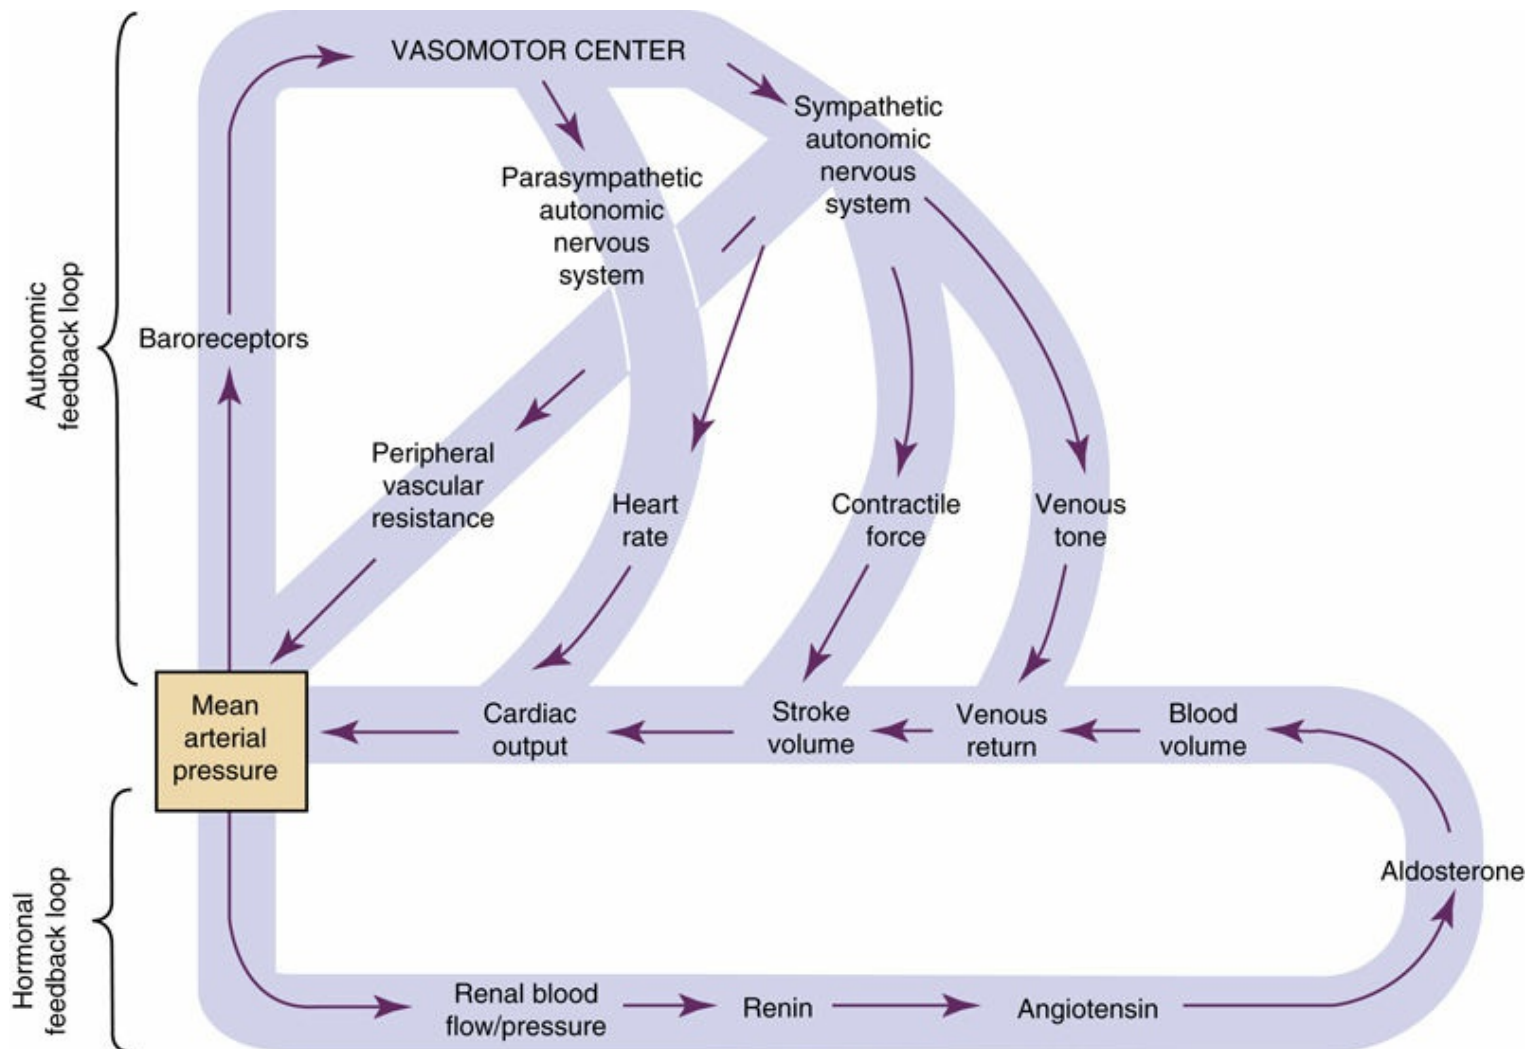 VASOMOTOR CENTER
Sympathetic
autonomic
nervous
system
Parasympathetic
autonomic
nervous
system
Autonomic
feedback loop
Baroreceptors
Peripheral
vascular
resistance
Heart
rate
Contractile
force
Venous
tone
Mean
arterial
pressure
Cardiac
output
Stroke
volume
Venous
return
Blood
volume
Aldosterone
Hormonal
feedback loop
Renal blood
flow/pressure
Renin
Angiotensin